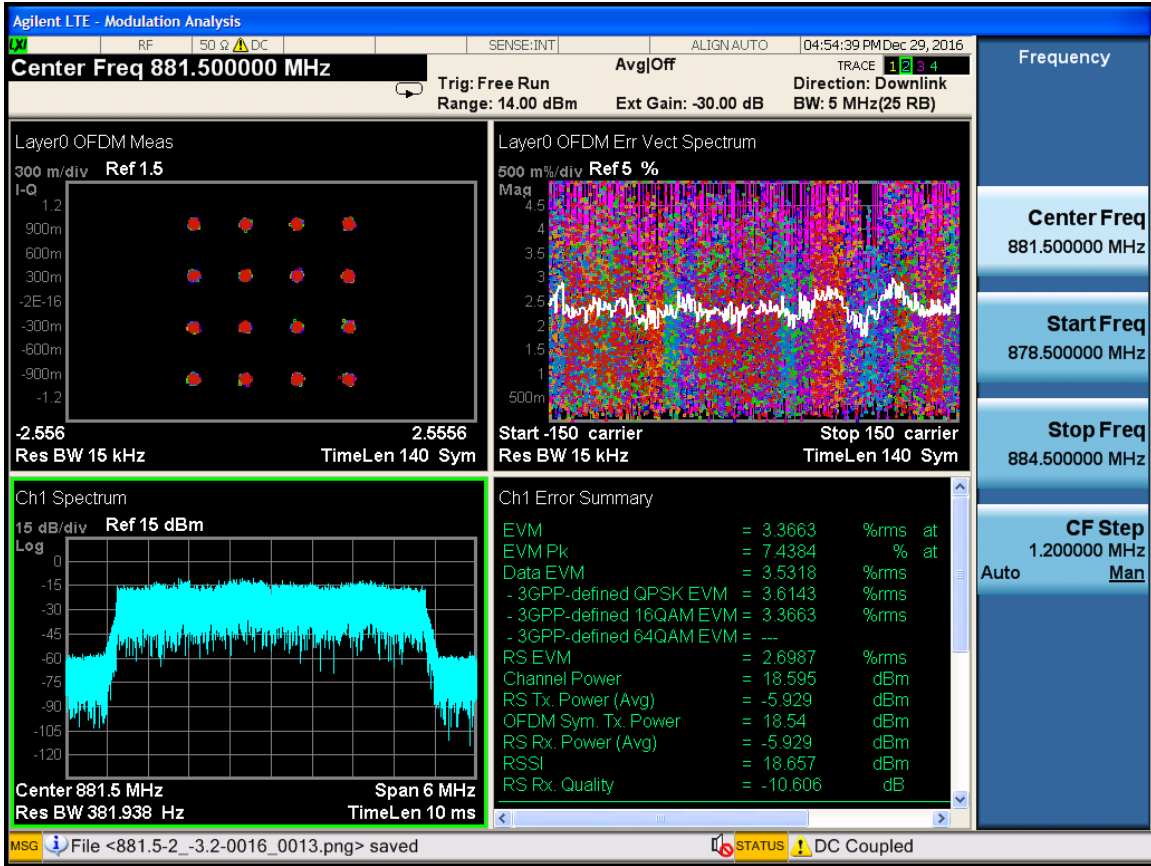 Agilent LTE - Modulation Analysis
LXI RF 50 Ω DC SENSE:INT ALIGN AUTO 04:54:39 PM Dec 29, 2016
Center Freq 881.500000 MHz
Avg|Off
TRACE 1 2 3 4
Trig: Free Run
Direction: Downlink
Range: 14.00 dBm
Ext Gain: -30.00 dB
BW: 5 MHz(25 RB)
Layer0 OFDM Meas
300 m/div Ref 1.5
I-Q
1.2
900m
600m
300m
-2E-16
-300m
-600m
-900m
-1.2
-2.556 2.5556
Res BW 15 kHz TimeLen 140 Sym
Layer0 OFDM Err Vect Spectrum
500 m%/div Ref 5 %
Mag
4.5
4
3.5
3
2.5
2
1.5
1
500m
Start -150 carrier Stop 150 carrier
Res BW 15 kHz TimeLen 140 Sym
Ch1 Spectrum
15 dB/div Ref 15 dBm
Log
0
-15
-30
-45
-60
-75
-90
-105
-120
Center 881.5 MHz Span 6 MHz
Res BW 381.938 Hz TimeLen 10 ms
Ch1 Error Summary
EVM = 3.3663 %rms at
EVM Pk = 7.4384 % at
Data EVM = 3.5318 %rms
- 3GPP-defined QPSK EVM = 3.6143 %rms
- 3GPP-defined 16QAM EVM = 3.3663 %rms
- 3GPP-defined 64QAM EVM = ---
RS EVM = 2.6987 %rms
Channel Power = 18.595 dBm
RS Tx. Power (Avg) = -5.929 dBm
OFDM Sym. Tx. Power = 18.54 dBm
RS Rx. Power (Avg) = -5.929 dBm
RSSI = 18.657 dBm
RS Rx. Quality = -10.606 dB
Frequency
Center Freq
881.500000 MHz
Start Freq
878.500000 MHz
Stop Freq
884.500000 MHz
CF Step
1.200000 MHz
Auto Man
MSG File <881.5-2_-3.2-0016_0013.png> saved STATUS DC Coupled